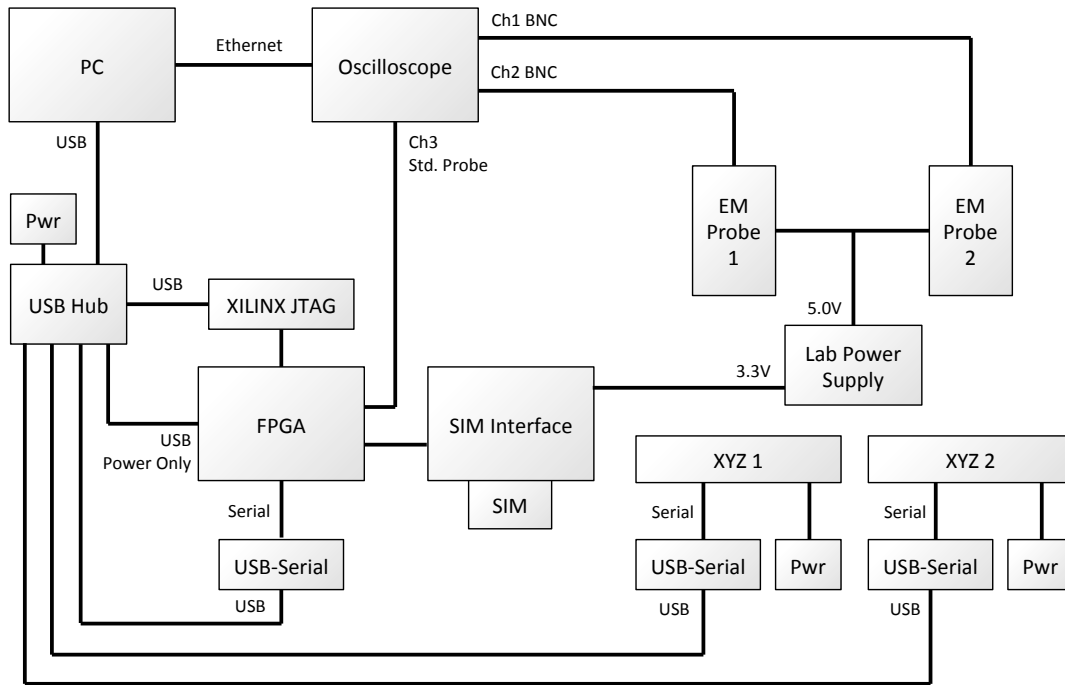 Ch1 BNC
Ethernet
PC
Oscilloscope
Ch2 BNC
USB
Ch3
Std. Probe
Pwr
EM
Probe
1
EM
Probe
2
USB
USB Hub
XILINX JTAG
5.0V
Lab Power
Supply
3.3V
FPGA
SIM Interface
USB
Power Only
XYZ 1
XYZ 2
SIM
Serial
Serial
Serial
USB-Serial
USB-Serial
Pwr
USB-Serial
Pwr
USB
USB
USB